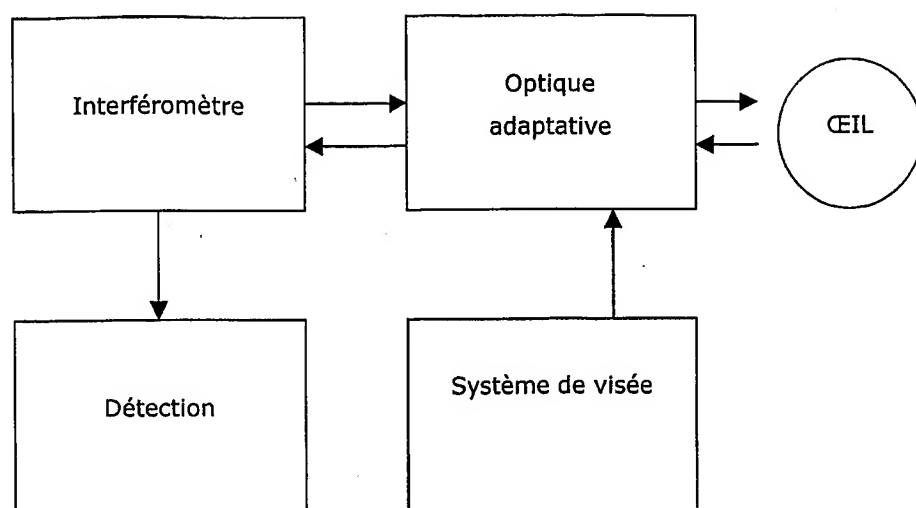 Interféromètre
Optique
adaptative
ŒIL
Détection
Système de visée